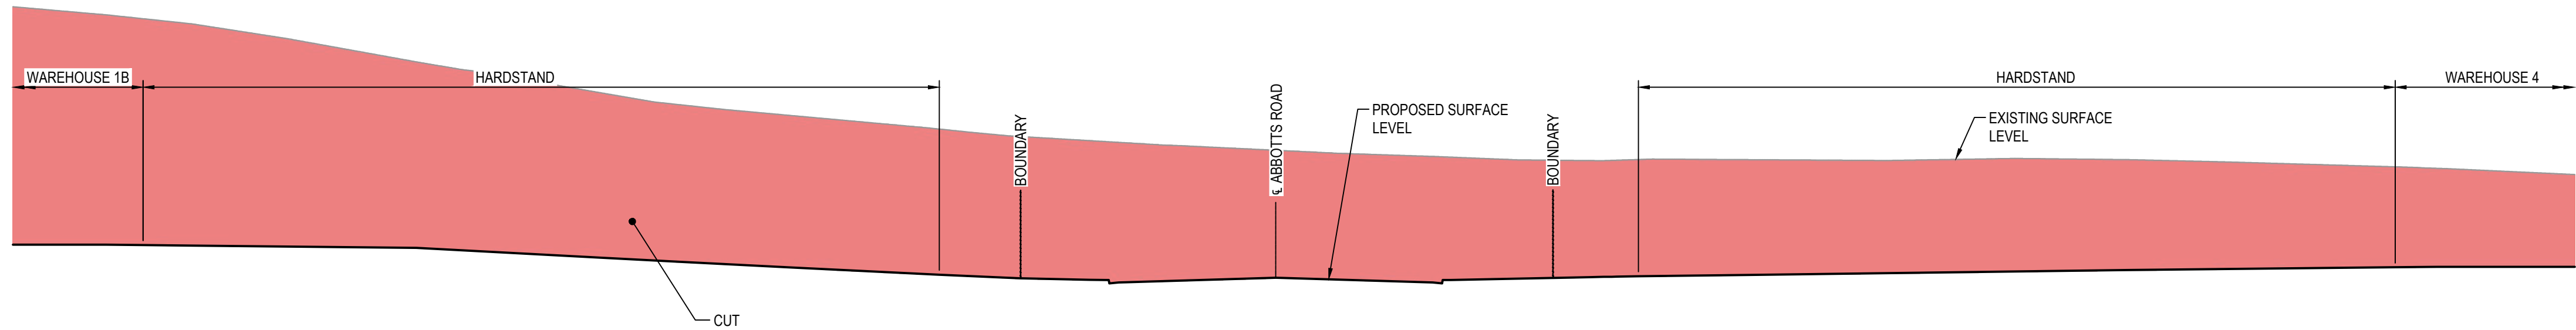 WAREHOUSE 1B
HARDSTAND
BOUNDARY
℄ ABBOTTS ROAD
PROPOSED SURFACE
LEVEL
BOUNDARY
HARDSTAND
EXISTING SURFACE
LEVEL
WAREHOUSE 4
CUT